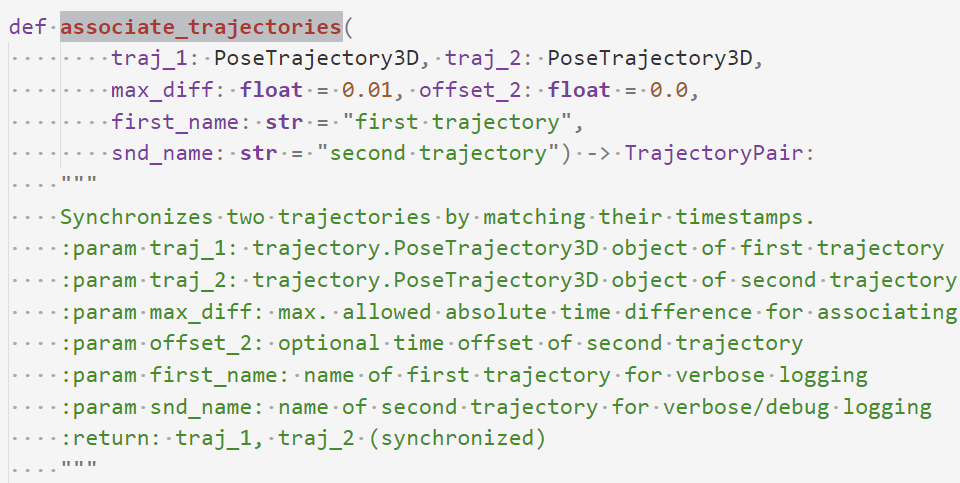 def associate_trajectories(
        traj_1: PoseTrajectory3D, traj_2: PoseTrajectory3D,
        max_diff: float = 0.01, offset_2: float = 0.0,
        first_name: str = "first trajectory",
        snd_name: str = "second trajectory") -> TrajectoryPair:
    """
    Synchronizes two trajectories by matching their timestamps.
    :param traj_1: trajectory.PoseTrajectory3D object of first trajectory
    :param traj_2: trajectory.PoseTrajectory3D object of second trajectory
    :param max_diff: max. allowed absolute time difference for associating
    :param offset_2: optional time offset of second trajectory
    :param first_name: name of first trajectory for verbose logging
    :param snd_name: name of second trajectory for verbose/debug logging
    :return: traj_1, traj_2 (synchronized)
    """